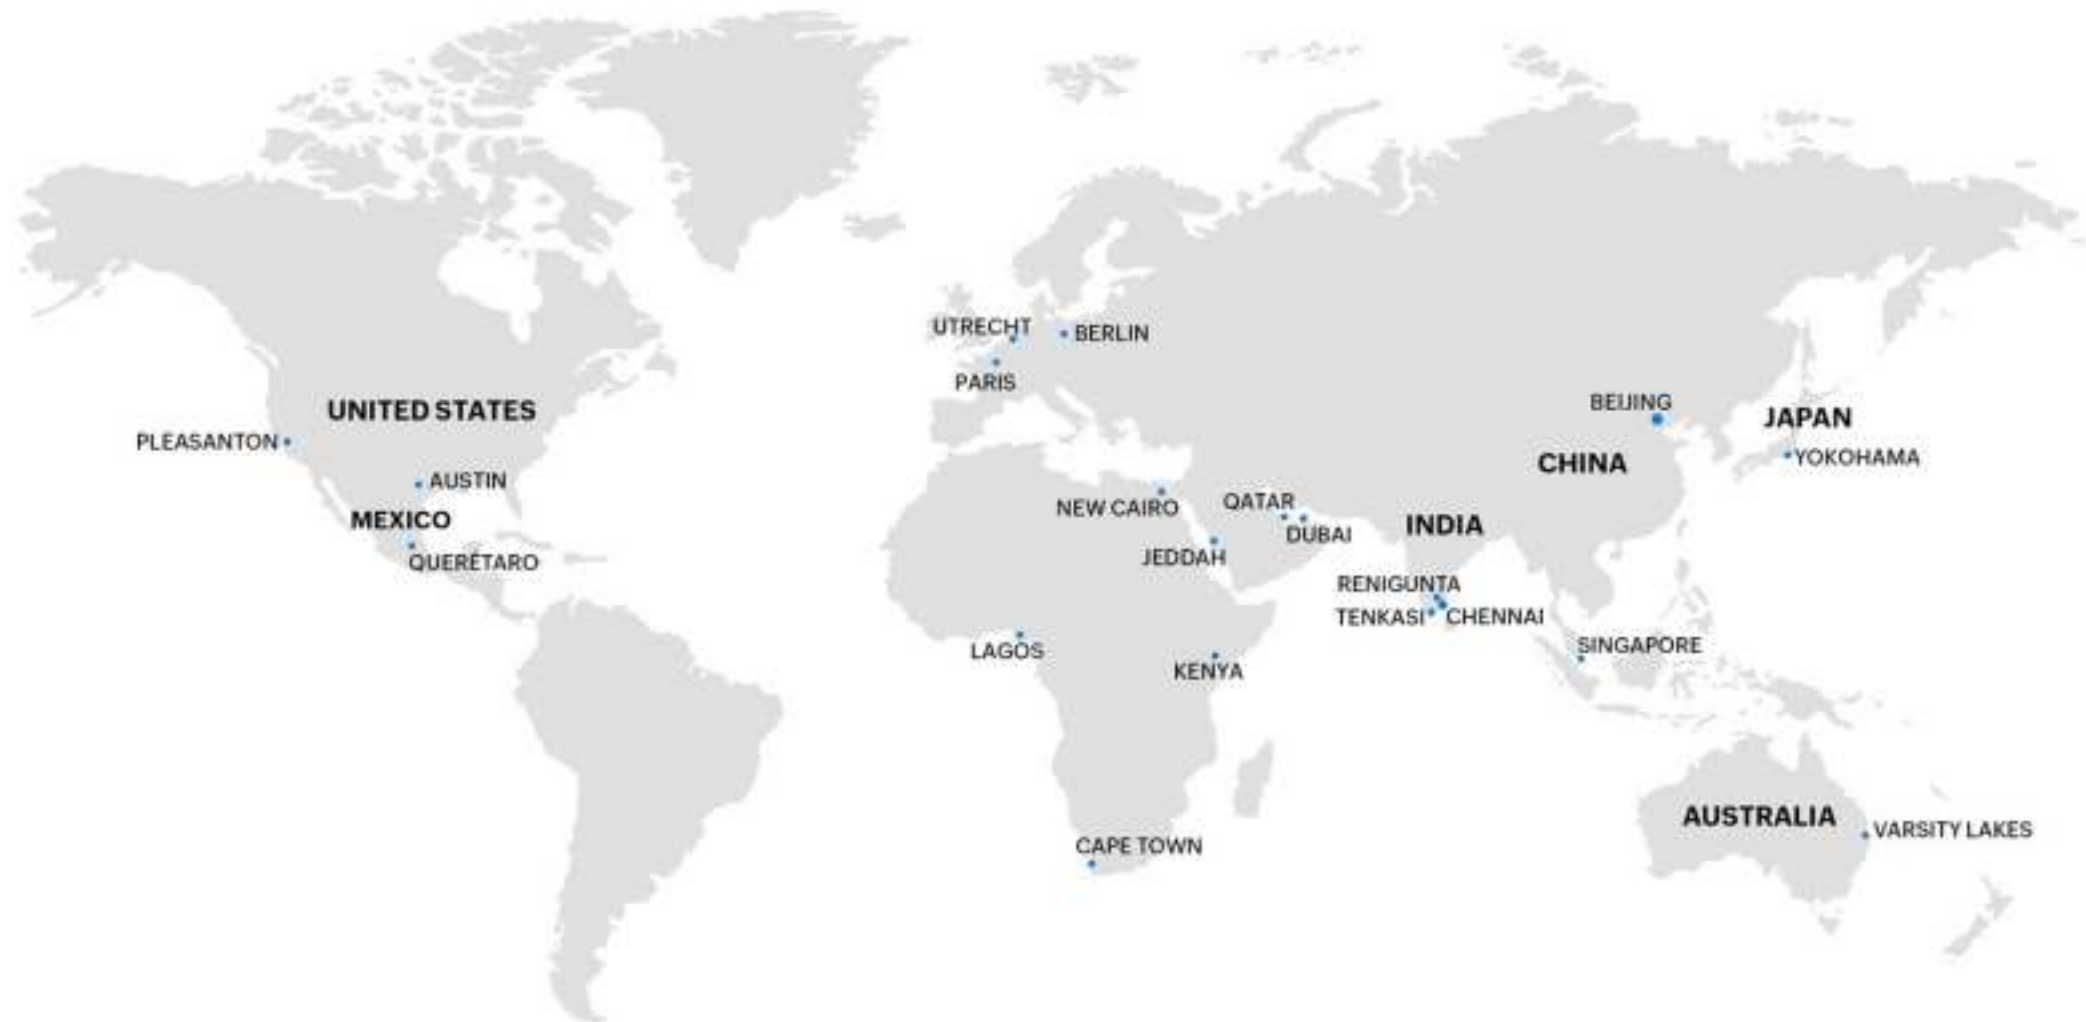 UTRECHT
BERLIN
PARIS
BEIJING
UNITED STATES
JAPAN
PLEASANTON
YOKOHAMA
CHINA
AUSTIN
NEW CAIRO
QATAR
MEXICO
INDIA
DUBAI
JEDDAH
QUERÉTARO
RENIGUNTA
TENKASI
CHENNAI
LAGOS
SINGAPORE
KENYA
AUSTRALIA
VARSITY LAKES
CAPE TOWN